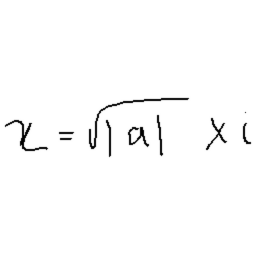 x = √|a| × i